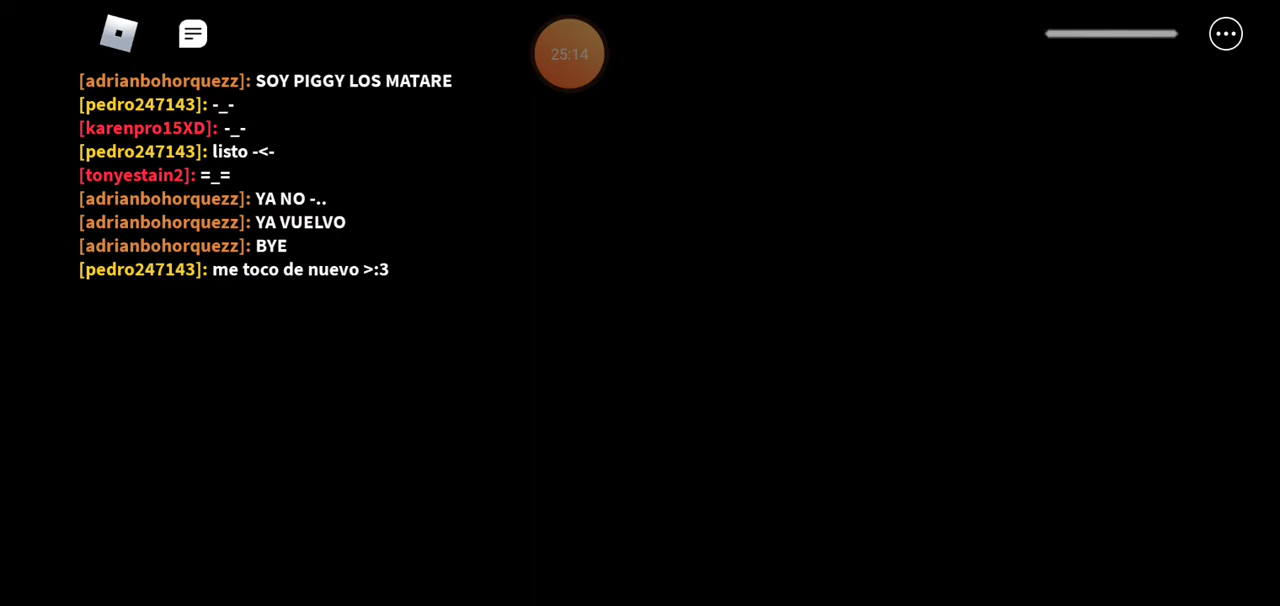 25:14
[adrianbohorquezz]: SOY PIGGY LOS MATARE
[pedro247143]: -_-
[karenpro15XD]: -_-
[pedro247143]: listo -<-
[tonyestain2]: =_=
[adrianbohorquezz]: YA NO -..
[adrianbohorquezz]: YA VUELVO
[adrianbohorquezz]: BYE
[pedro247143]: me toco de nuevo >:3